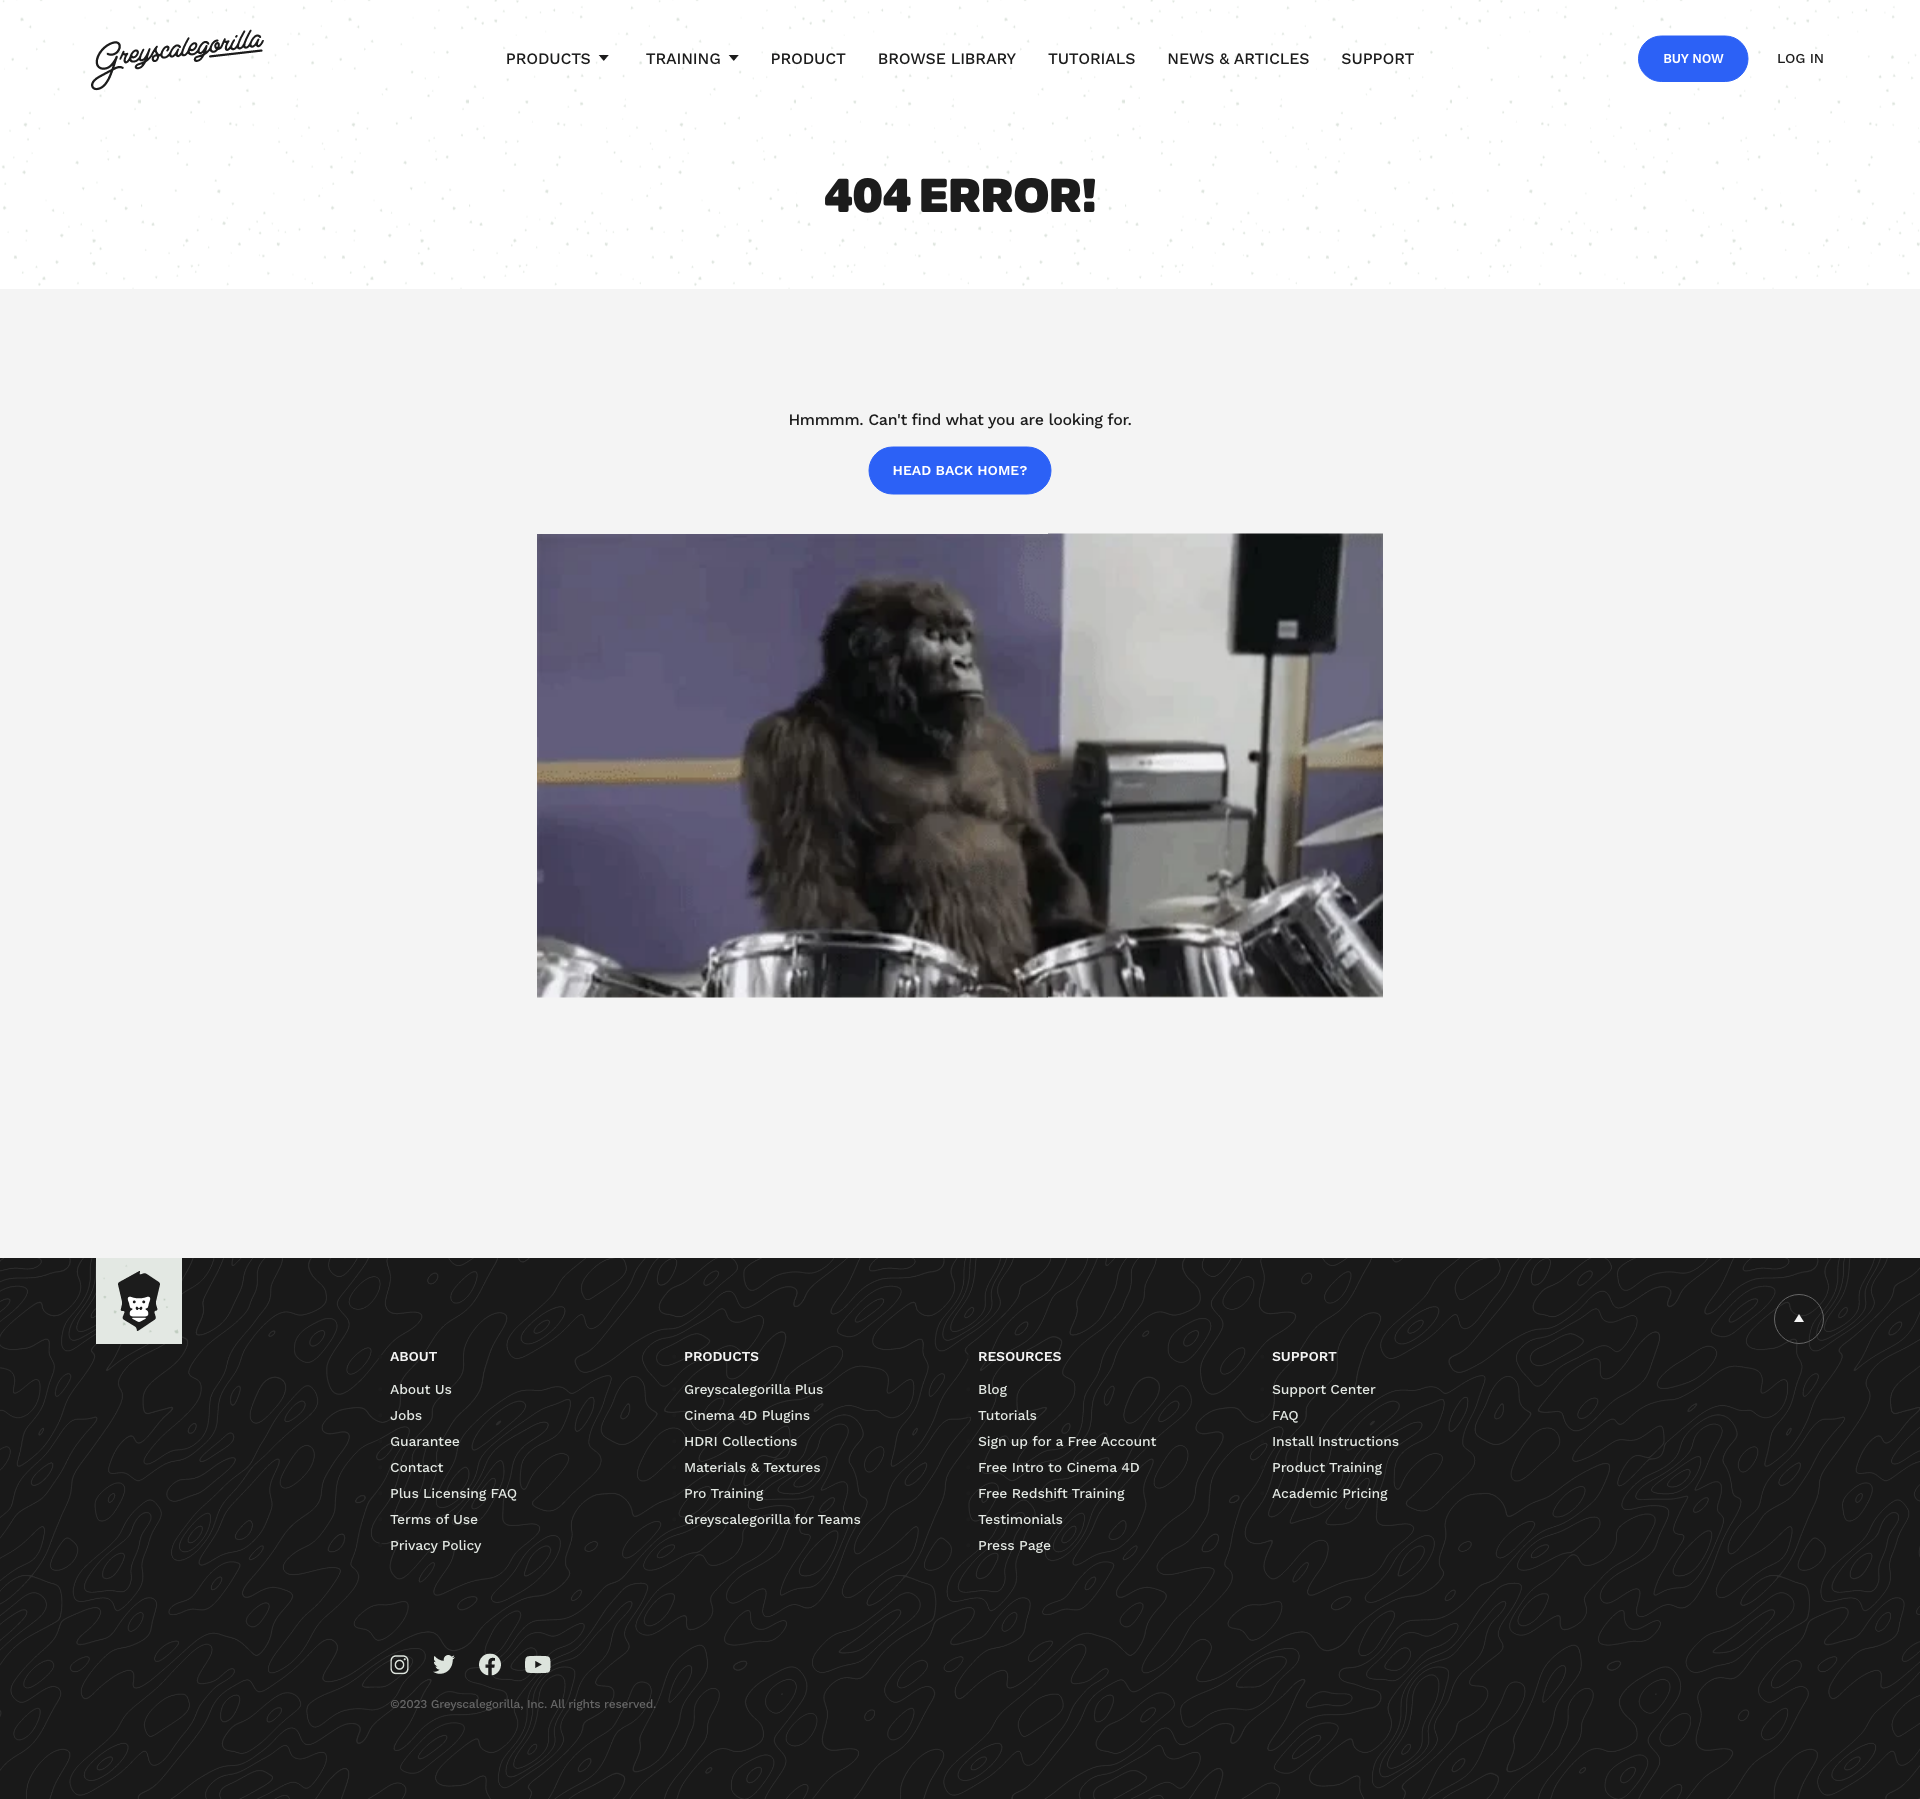 Greyscalegorilla
PRODUCTS TRAINING PRODUCT BROWSE LIBRARY TUTORIALS NEWS & ARTICLES SUPPORT
BUY NOW LOG IN
404 ERROR!
Hmmmm. Can't find what you are looking for.
HEAD BACK HOME?
ABOUT
About Us
Jobs
Guarantee
Contact
Plus Licensing FAQ
Terms of Use
Privacy Policy
PRODUCTS
Greyscalegorilla Plus
Cinema 4D Plugins
HDRI Collections
Materials & Textures
Pro Training
Greyscalegorilla for Teams
RESOURCES
Blog
Tutorials
Sign up for a Free Account
Free Intro to Cinema 4D
Free Redshift Training
Testimonials
Press Page
SUPPORT
Support Center
FAQ
Install Instructions
Product Training
Academic Pricing
©2023 Greyscalegorilla, Inc. All rights reserved.